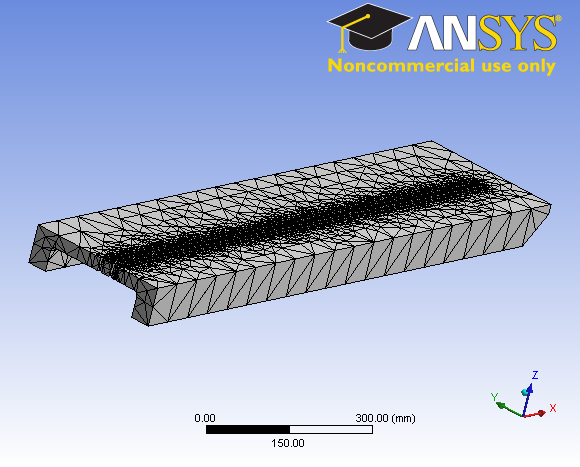 ANSYS®
Noncommercial use only
Z
Y
X
0.00 300.00 (mm)
150.00